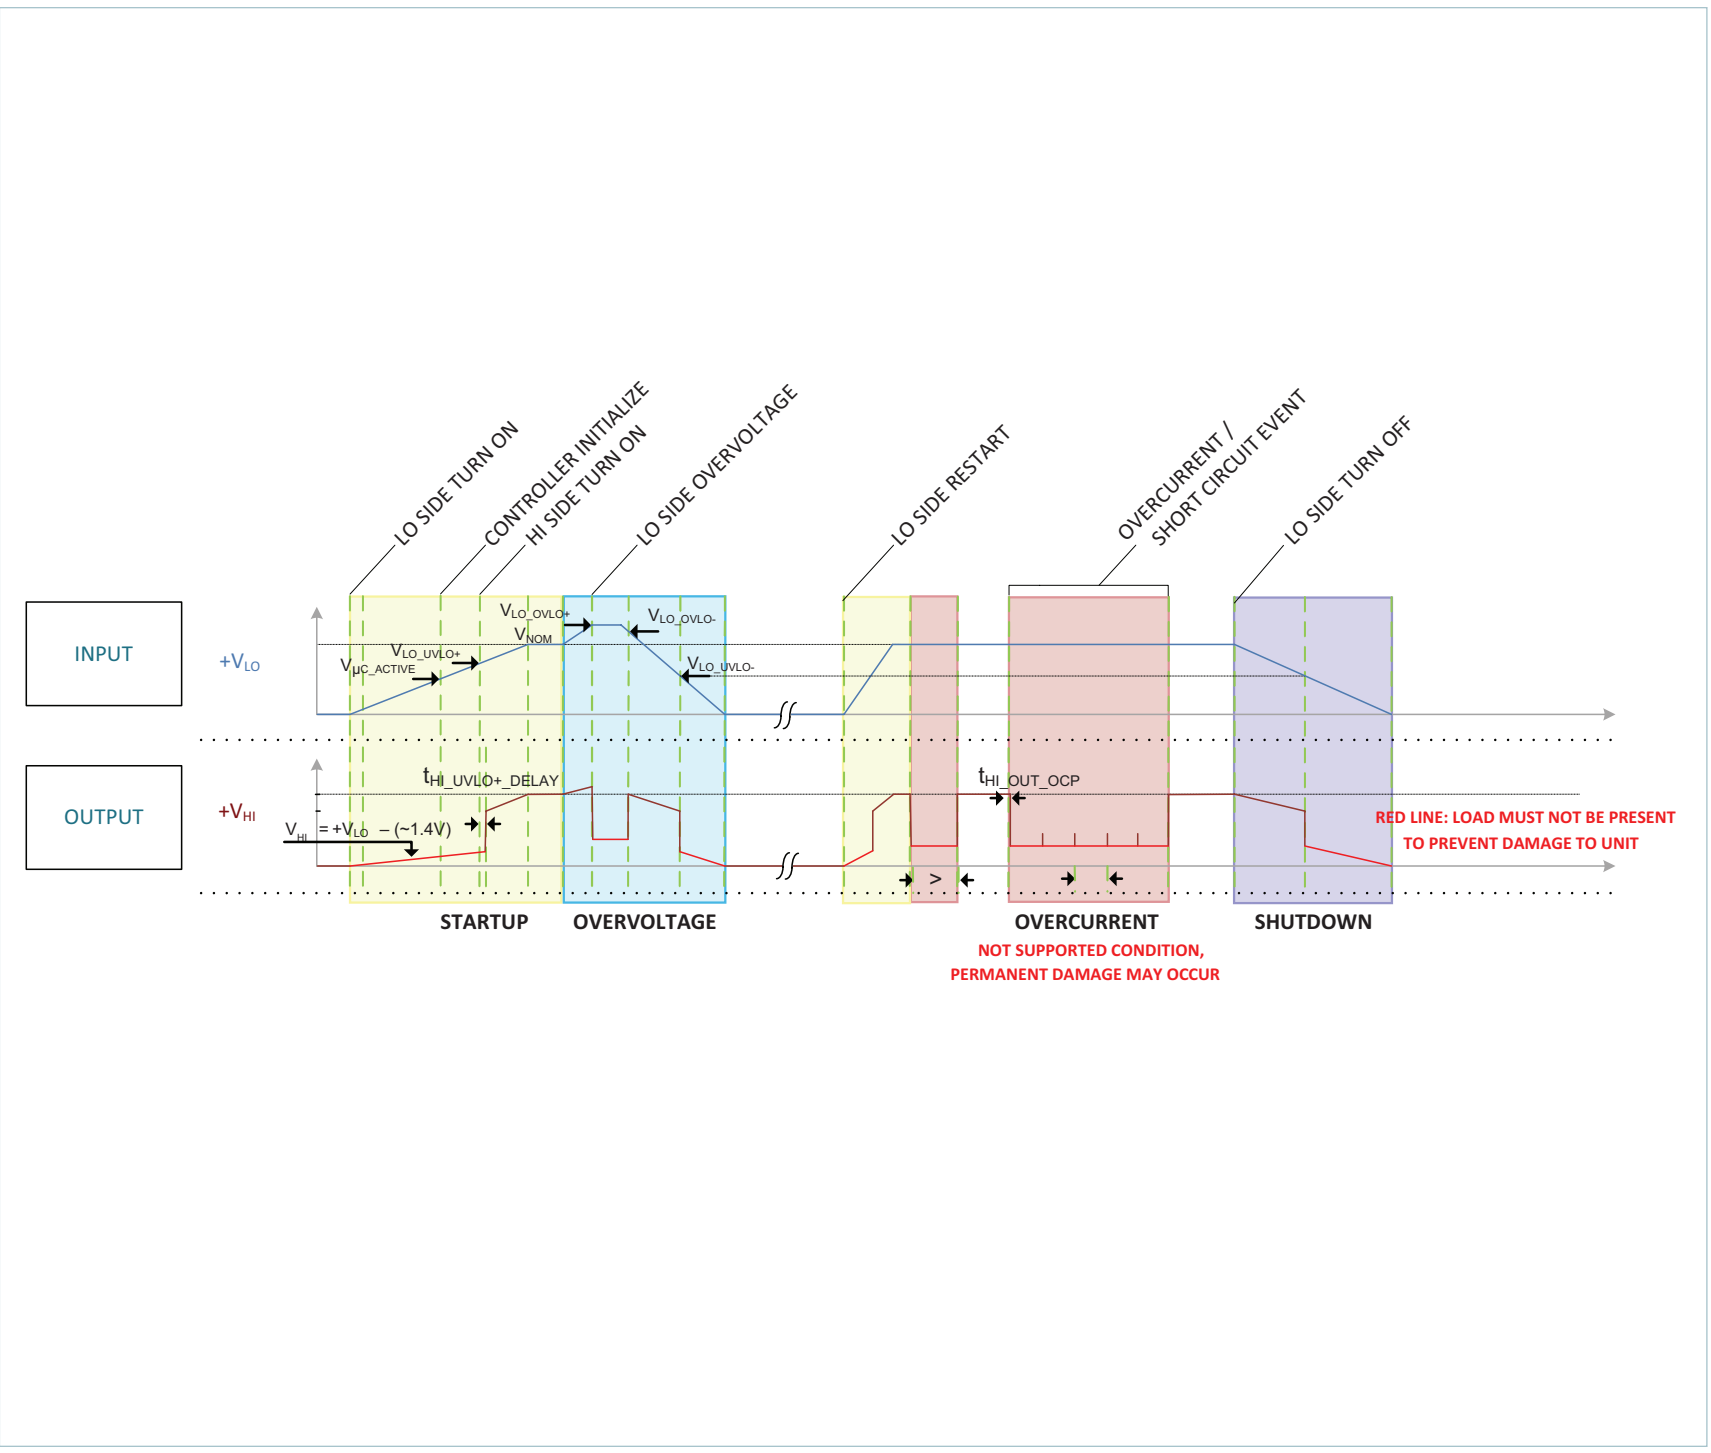 LO SIDE TURN ON
CONTROLLER INITIALIZE
HI SIDE TURN ON
LO SIDE OVERVOLTAGE
LO SIDE RESTART
OVERCURRENT /
SHORT CIRCUIT EVENT
LO SIDE TURN OFF
INPUT
+VLO
VµC_ACTIVE
VLO_UVLO+
VNOM
VLO_OVLO+
VLO_OVLO-
VLO_UVLO-
OUTPUT
+VHI
VHI = +VLO – (~1.4V)
tHI_UVLO+_DELAY
tHI_OUT_OCP
>
RED LINE: LOAD MUST NOT BE PRESENT
TO PREVENT DAMAGE TO UNIT
STARTUP
OVERVOLTAGE
OVERCURRENT
SHUTDOWN
NOT SUPPORTED CONDITION,
PERMANENT DAMAGE MAY OCCUR